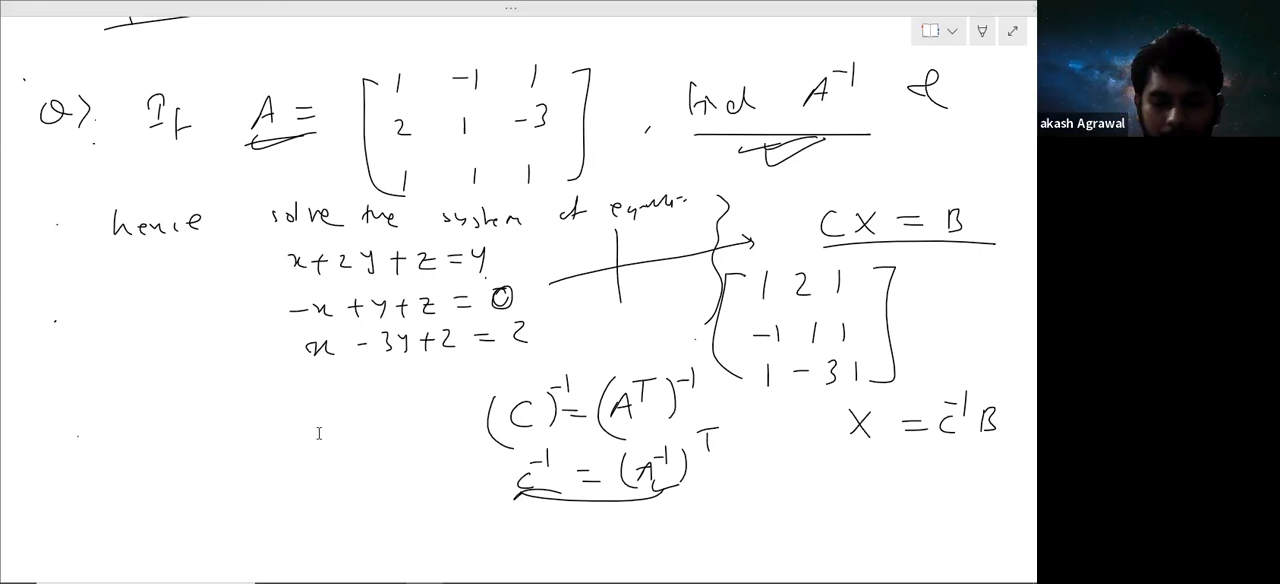 Q> If A = [ 1 -1 1
2 1 -3
1 1 1 ] , find A⁻¹ &
hence solve the system of equatn
x + 2y + z = 4
-x + y + z = 0
x - 3y + z = 2
CX = B
[ 1 2 1
-1 1 1
1 -3 1 ]
(C)⁻¹ = (Aᵀ)⁻¹
C⁻¹ = (A⁻¹)ᵀ
X = C⁻¹ B
akash Agrawal